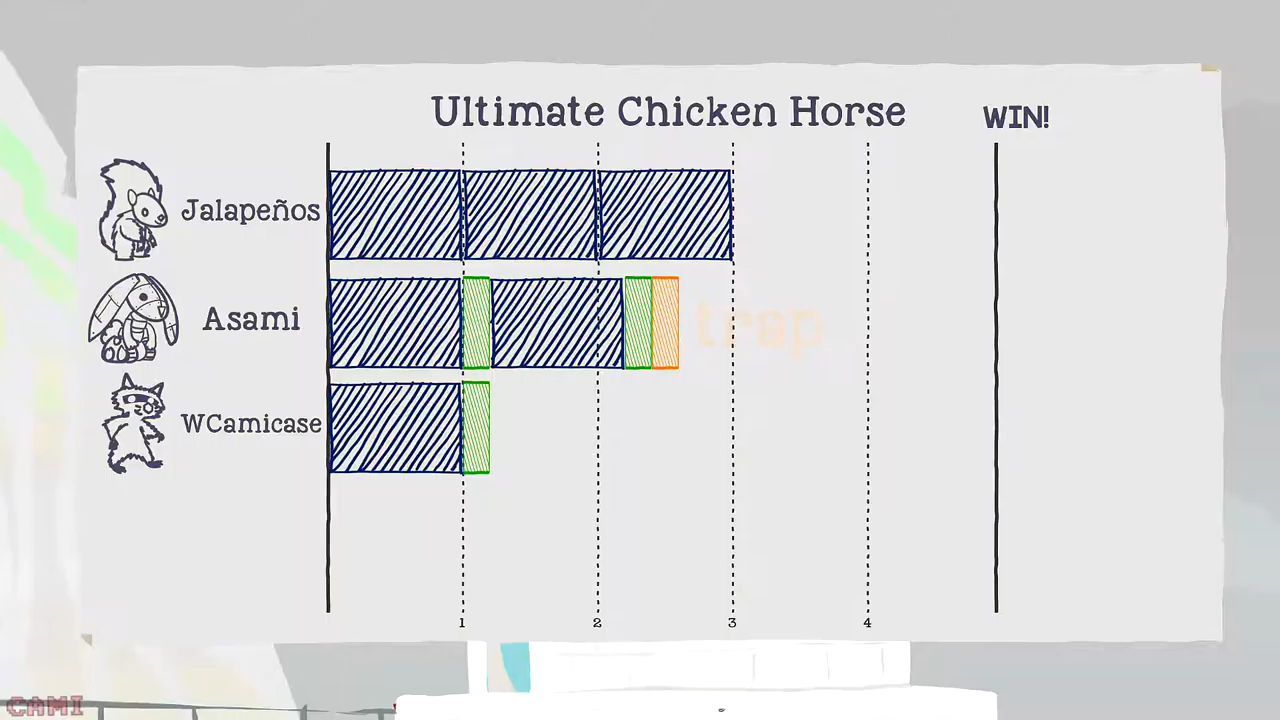 Ultimate Chicken Horse
WIN!
Jalapeños
Asami
trap
WCamicase
1
2
3
4
CAMI